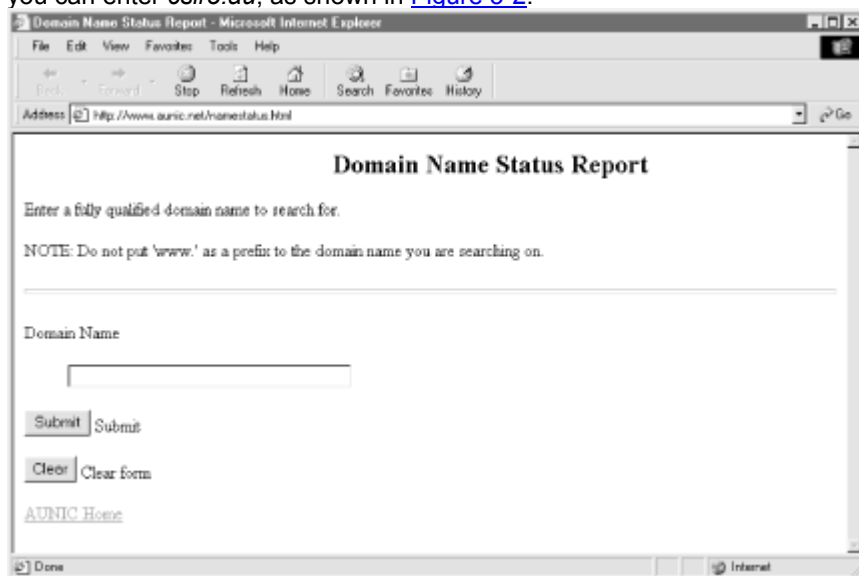 you can enter csiro.au, as shown in Figure 3-2.
Domain Name Status Report - Microsoft Internet Explorer
File Edit View Favorites Tools Help
Back Forward Stop Refresh Home Search Favorites History
Address http://www.aunic.net/namestatus.html Go
Domain Name Status Report
Enter a fully qualified domain name to search for.
NOTE: Do not put 'www.' as a prefix to the domain name you are searching on.
Domain Name
Submit Submit
Clear Clear form
AUNIC Home
Done Internet